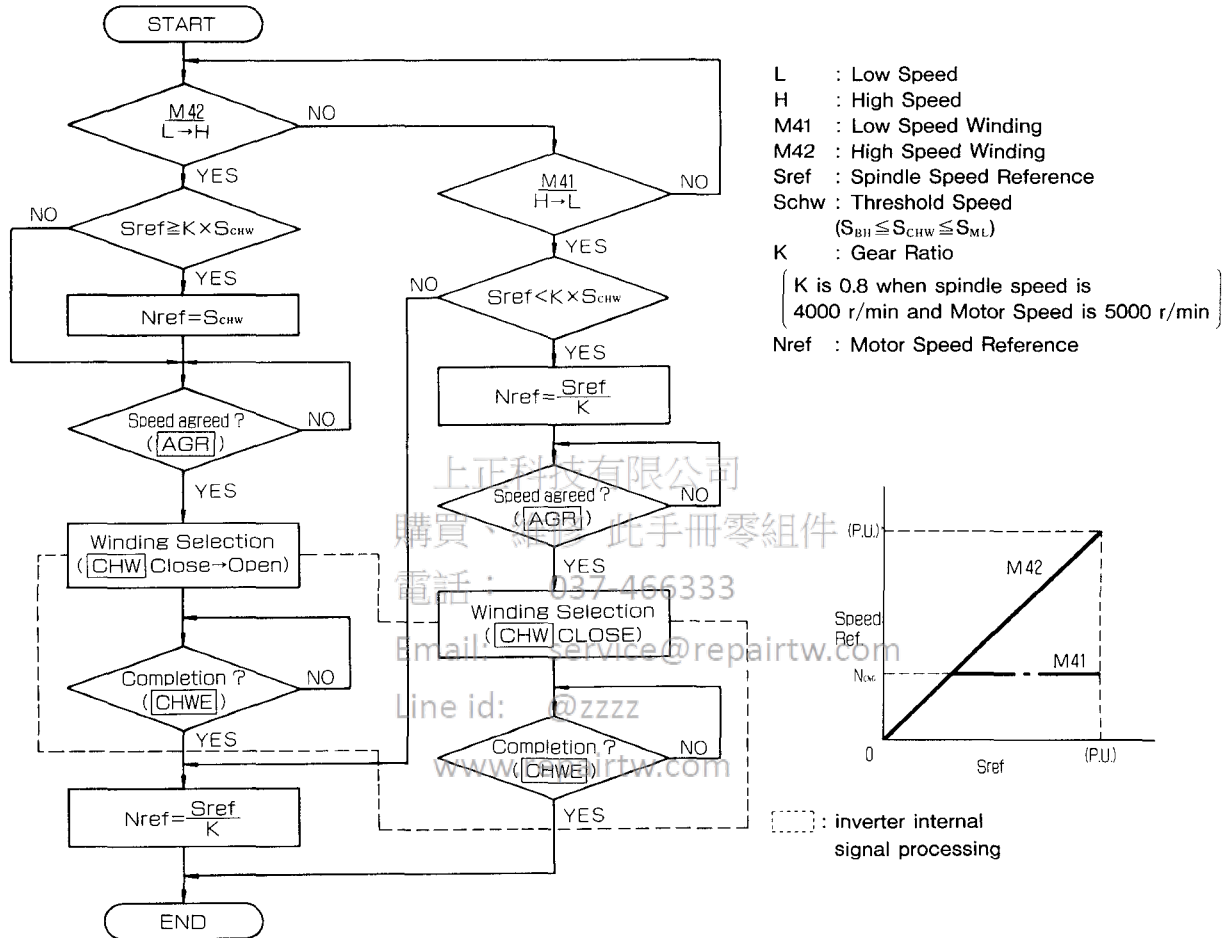 START
M42
L→H
NO
YES
Sref≧K×SCHW
NO
YES
Nref=SCHW
Speed agreed ?
(AGR)
NO
YES
Winding Selection
(CHW Close→Open)
Completion ?
(CHWE)
NO
YES
Nref=Sref
K
END
M41
H→L
NO
YES
Sref<K×SCHW
NO
YES
Nref=Sref
K
Speed agreed ?
(AGR)
NO
YES
Winding Selection
(CHW CLOSE)
Completion ?
(CHWE)
NO
YES
L : Low Speed
H : High Speed
M41 : Low Speed Winding
M42 : High Speed Winding
Sref : Spindle Speed Reference
Schw : Threshold Speed
(SBH≦SCHW≦SML)
K : Gear Ratio
K is 0.8 when spindle speed is
4000 r/min and Motor Speed is 5000 r/min
Nref : Motor Speed Reference
(P.U.)
M42
Speed
Ref.
M41
0
Sref
(P.U.)
: inverter internal
signal processing
上正科技有限公司
購買、維修 此手冊零組件
電話： 037-466333
Email: service@repairtw.com
Line id: @zzzz
www.repairtw.com